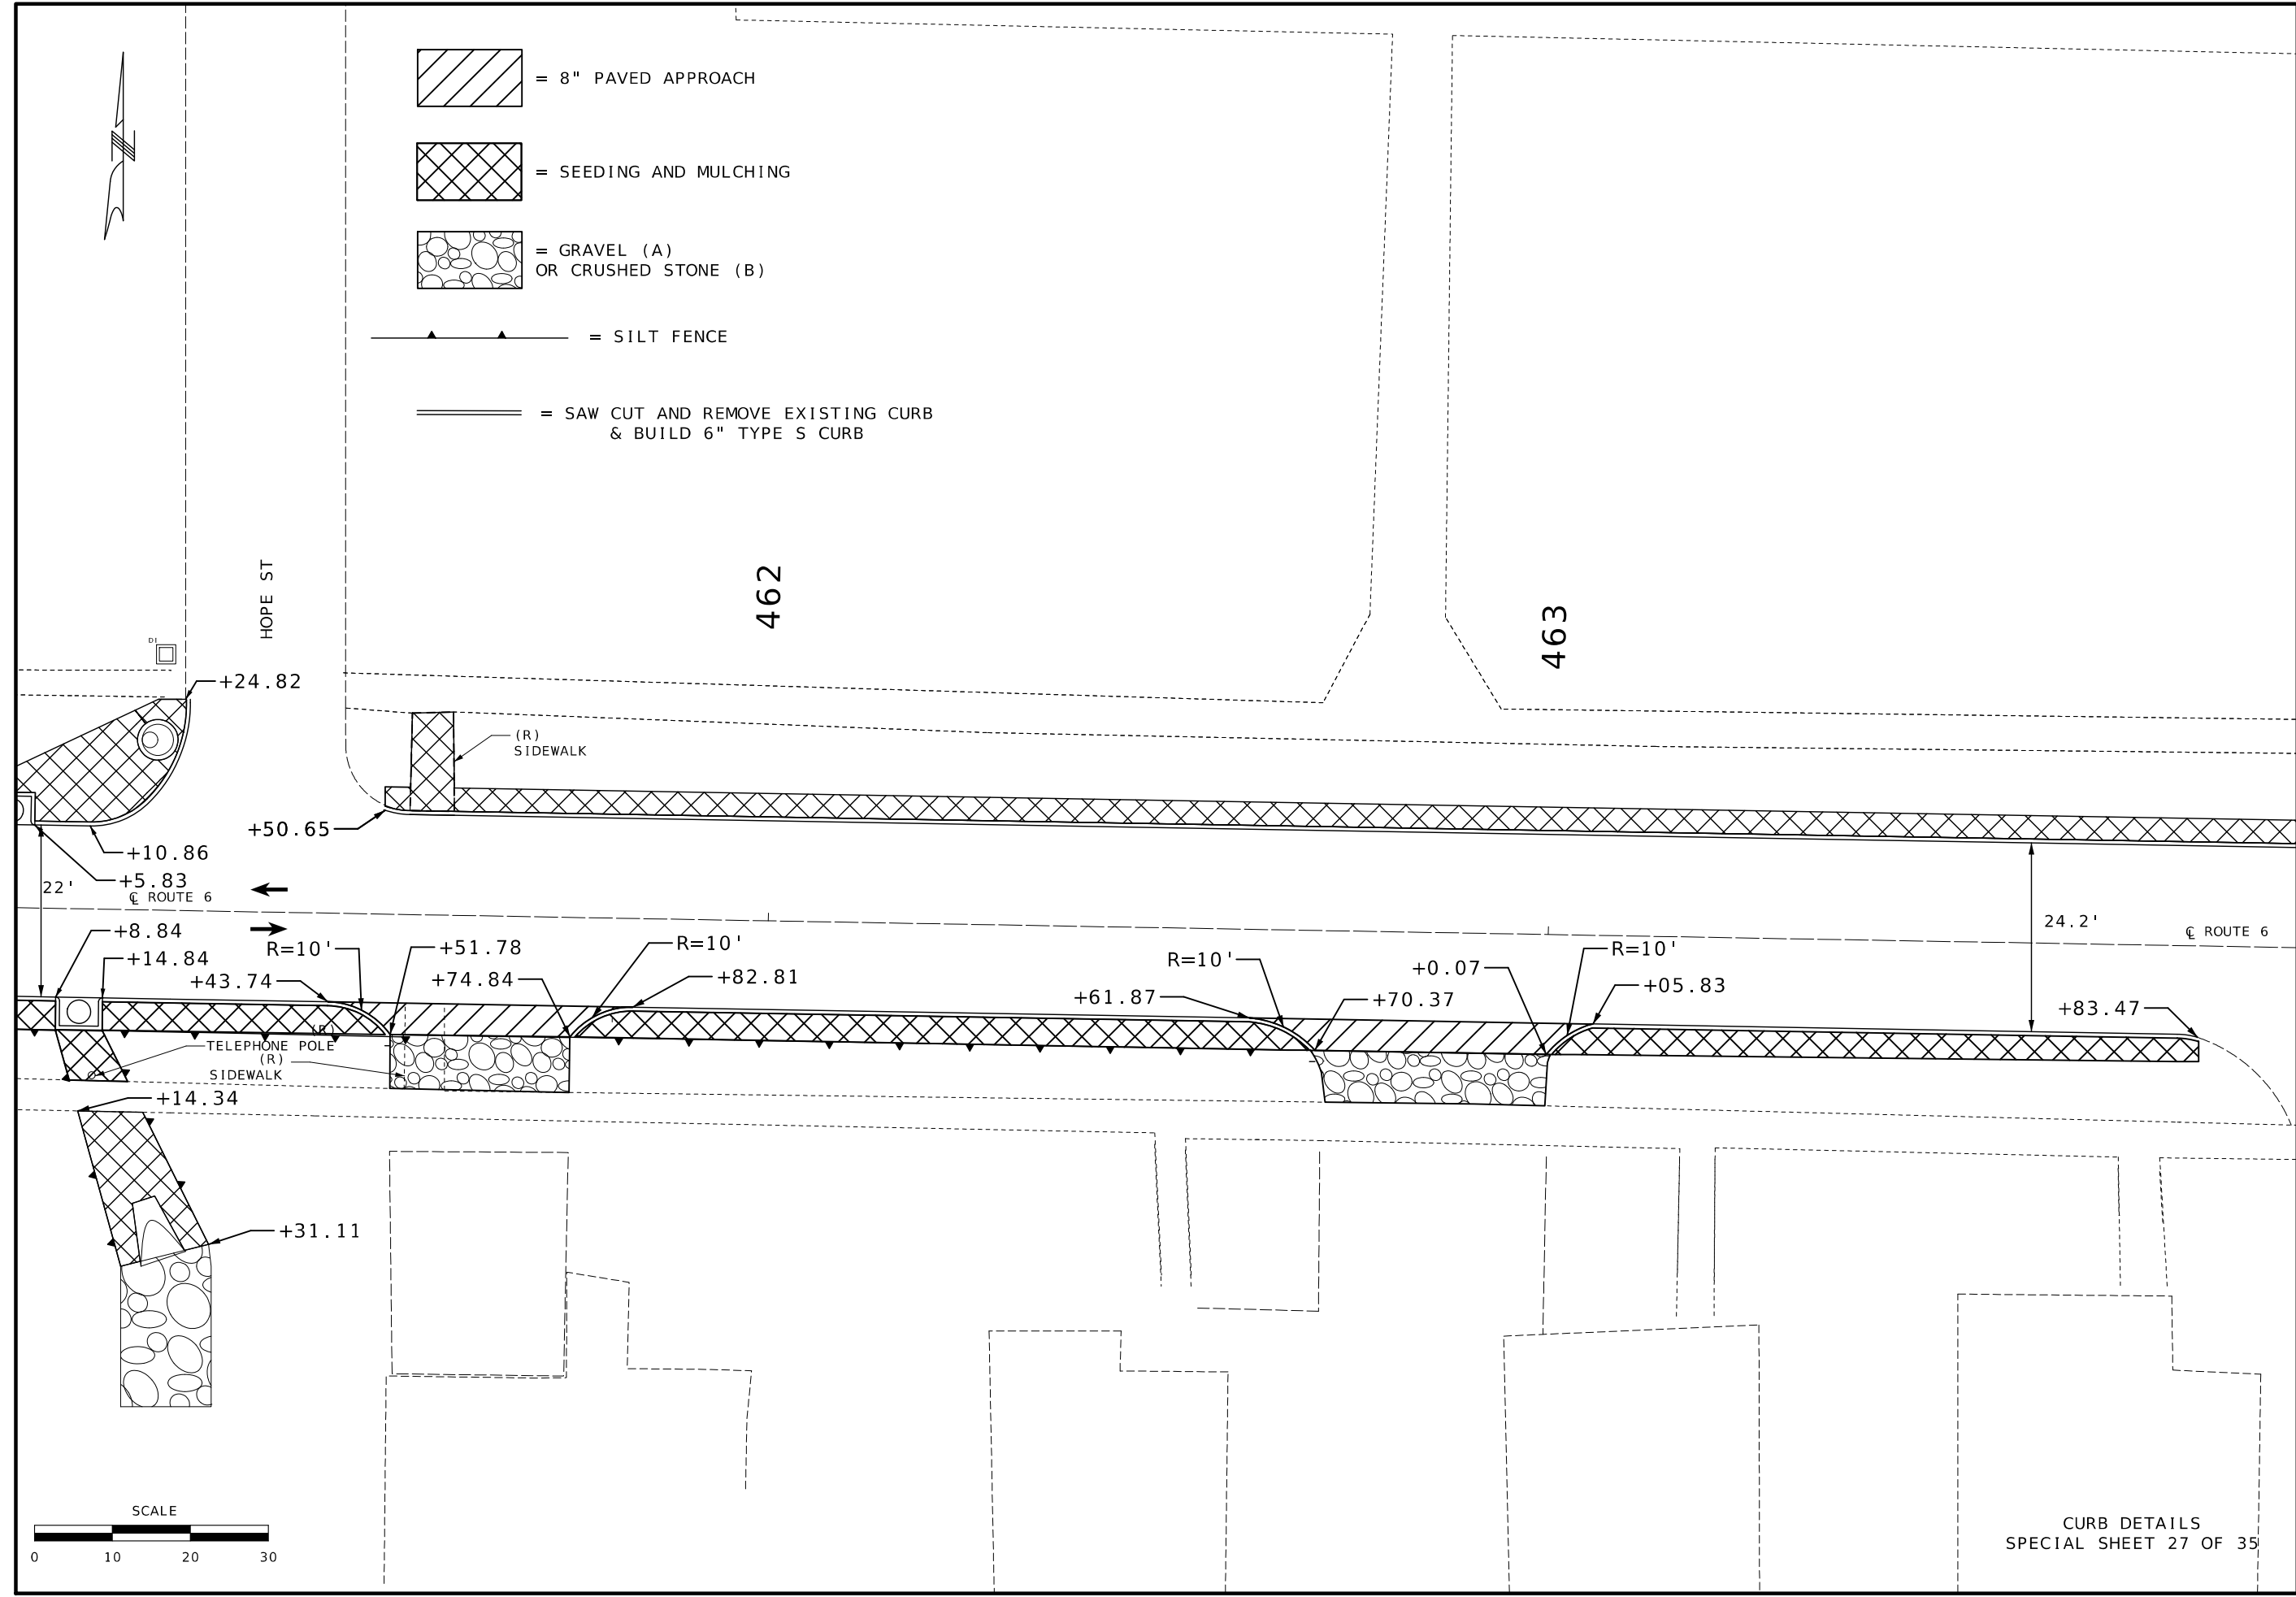 = 8" PAVED APPROACH
= SEEDING AND MULCHING
= GRAVEL (A)
OR CRUSHED STONE (B)
= SILT FENCE
= SAW CUT AND REMOVE EXISTING CURB
& BUILD 6" TYPE S CURB
N
HOPE ST
462
463
DI
+24.82
(R)
SIDEWALK
+50.65
+10.86
+5.83
22'
℄ ROUTE 6
24.2'
℄ ROUTE 6
+8.84
+14.84
+43.74
R=10'
+51.78
+74.84
R=10'
+82.81
R=10'
+61.87
+0.07
+70.37
R=10'
+05.83
+83.47
(R)
TELEPHONE POLE
(R)
SIDEWALK
+14.34
+31.11
SCALE
0 10 20 30
CURB DETAILS
SPECIAL SHEET 27 OF 35